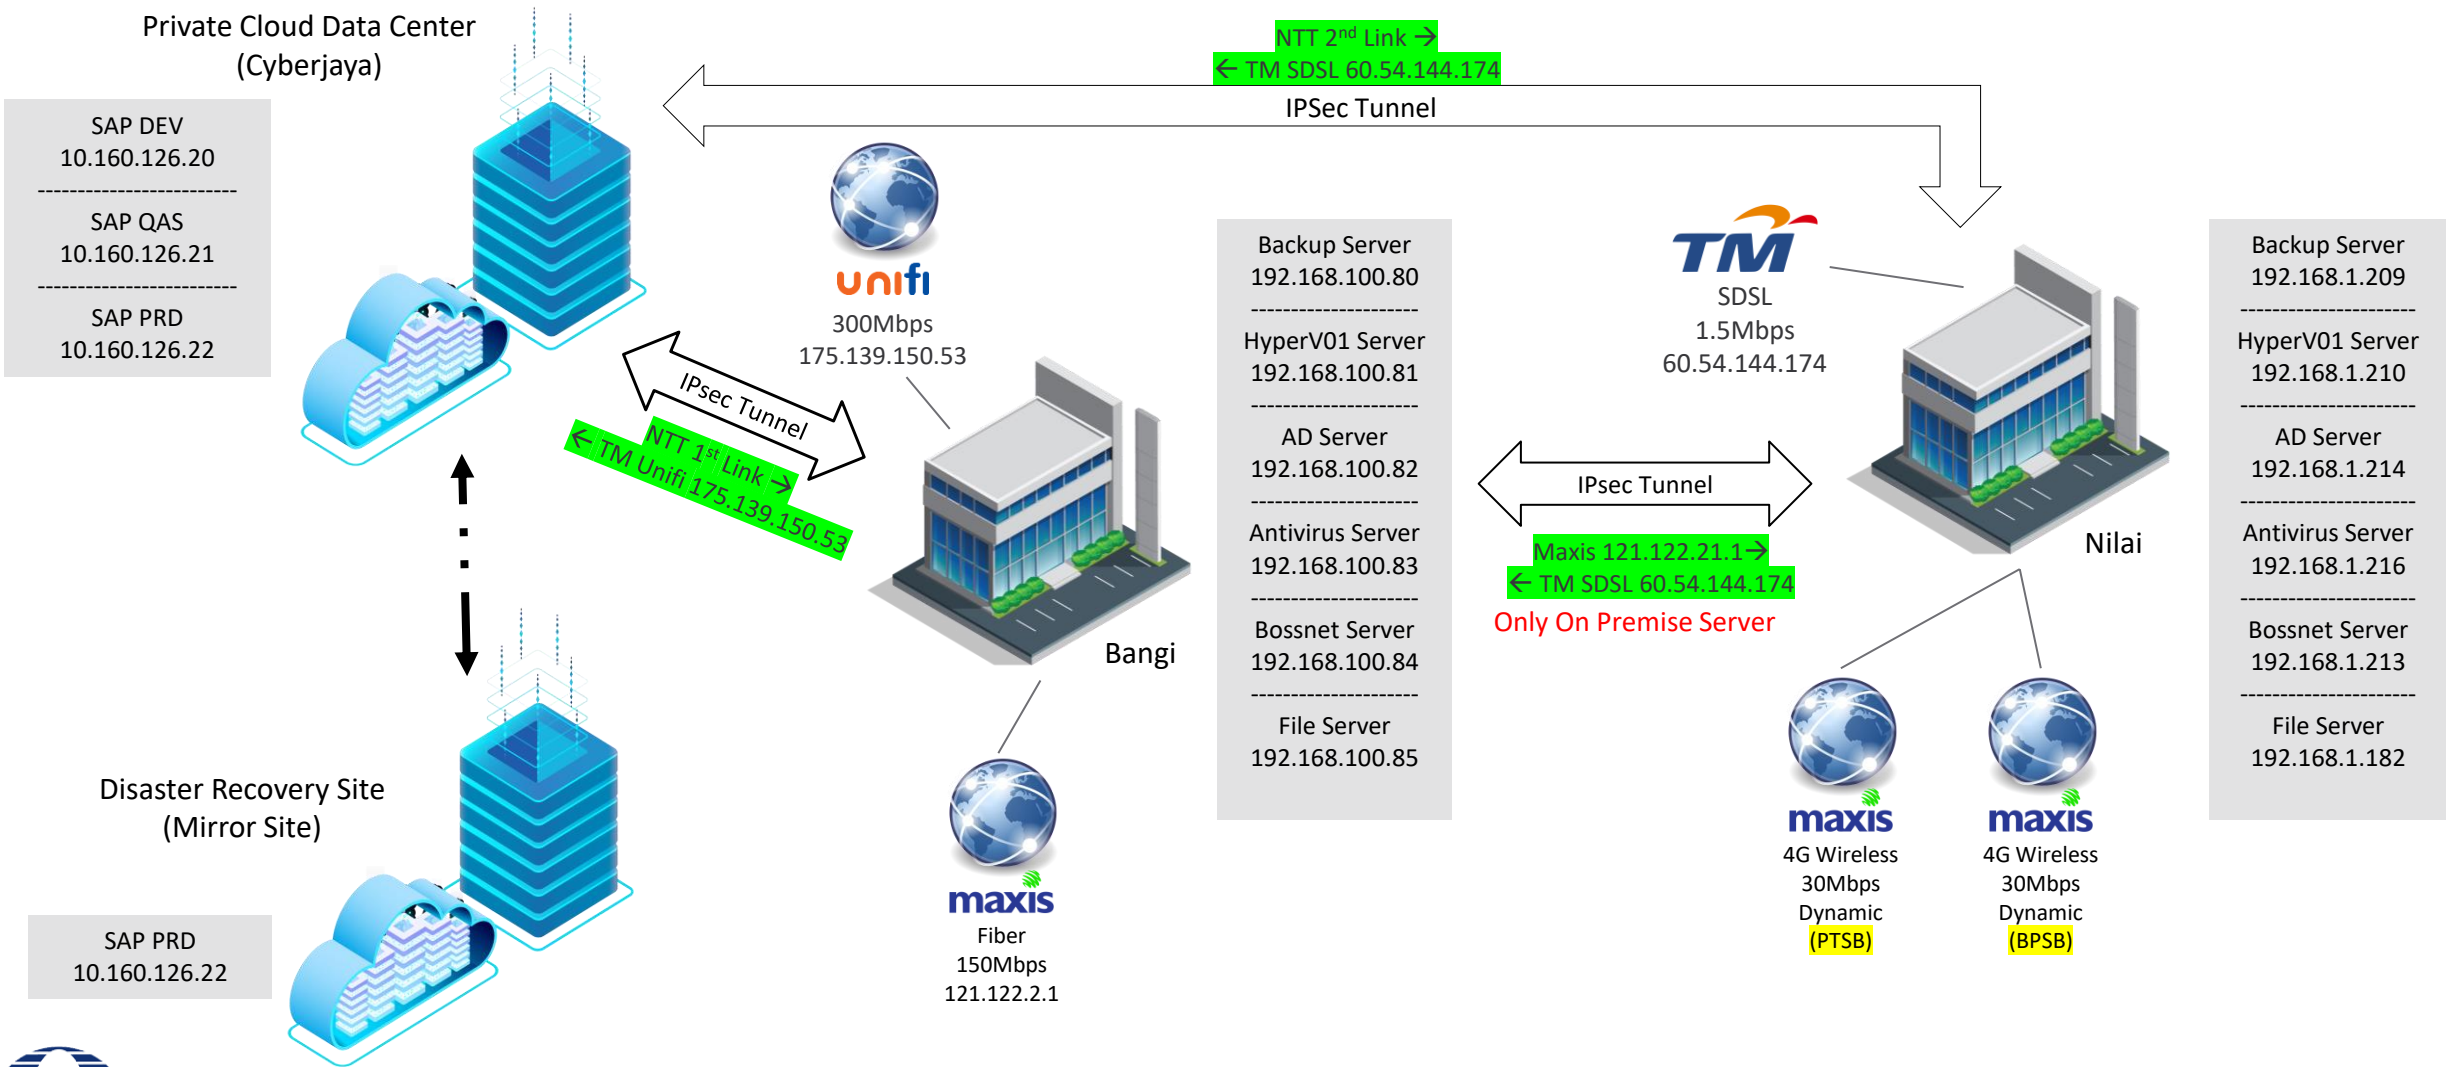 Private Cloud Data Center
(Cyberjaya)
SAP DEV
10.160.126.20
-------------------------
SAP QAS
10.160.126.21
-------------------------
SAP PRD
10.160.126.22
NTT 2nd Link →
← TM SDSL 60.54.144.174
IPSec Tunnel
unifi
300Mbps
175.139.150.53
IPsec Tunnel
NTT 1st Link →
← TM Unifi 175.139.150.53
Bangi
maxis
Fiber
150Mbps
121.122.2.1
Backup Server
192.168.100.80
---------------------
HyperV01 Server
192.168.100.81
---------------------
AD Server
192.168.100.82
---------------------
Antivirus Server
192.168.100.83
---------------------
Bossnet Server
192.168.100.84
---------------------
File Server
192.168.100.85
IPsec Tunnel
Maxis 121.122.21.1→
← TM SDSL 60.54.144.174
Only On Premise Server
TM
SDSL
1.5Mbps
60.54.144.174
Nilai
maxis
4G Wireless
30Mbps
Dynamic
(PTSB)
maxis
4G Wireless
30Mbps
Dynamic
(BPSB)
Backup Server
192.168.1.209
----------------------
HyperV01 Server
192.168.1.210
----------------------
AD Server
192.168.1.214
----------------------
Antivirus Server
192.168.1.216
----------------------
Bossnet Server
192.168.1.213
----------------------
File Server
192.168.1.182
Disaster Recovery Site
(Mirror Site)
SAP PRD
10.160.126.22